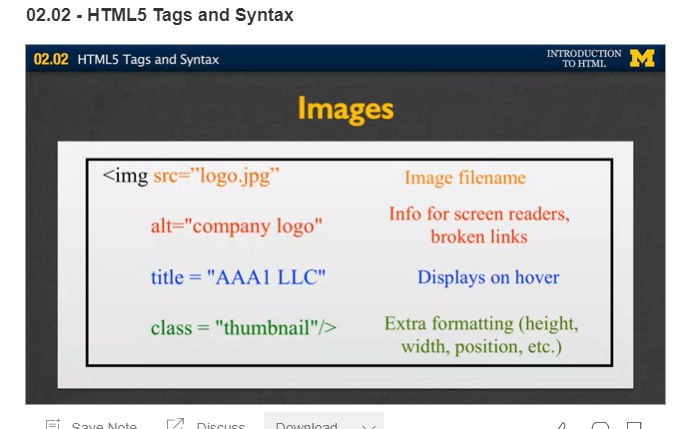 02.02 - HTML5 Tags and Syntax
02.02 HTML5 Tags and Syntax
INTRODUCTION
TO HTML
M
Images
<img src=”logo.jpg”
Image filename
alt="company logo"
Info for screen readers,
broken links
title = "AAA1 LLC"
Displays on hover
class = "thumbnail"/>
Extra formatting (height,
width, position, etc.)
Save Note
Discuss
Download